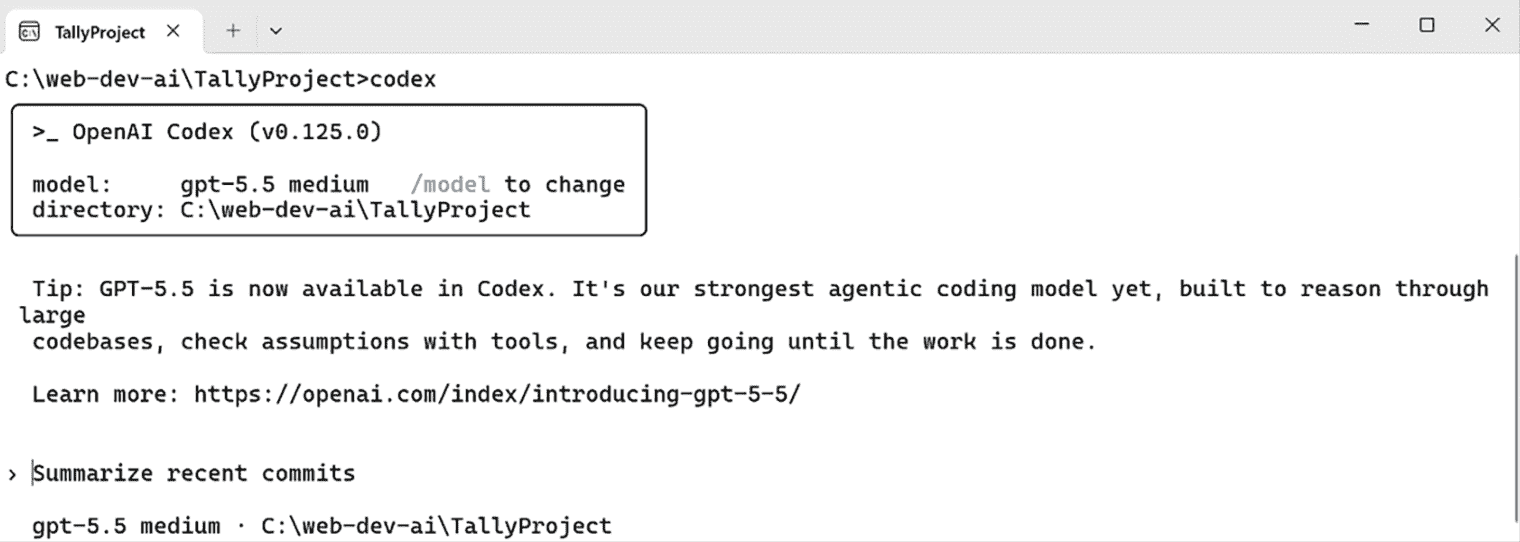 TallyProject
C:\web-dev-ai\TallyProject>codex
>_ OpenAI Codex (v0.125.0)
model:     gpt-5.5 medium   /model to change
directory: C:\web-dev-ai\TallyProject
Tip: GPT-5.5 is now available in Codex. It's our strongest agentic coding model yet, built to reason through
large
codebases, check assumptions with tools, and keep going until the work is done.
Learn more: https://openai.com/index/introducing-gpt-5-5/
› Summarize recent commits
gpt-5.5 medium · C:\web-dev-ai\TallyProject